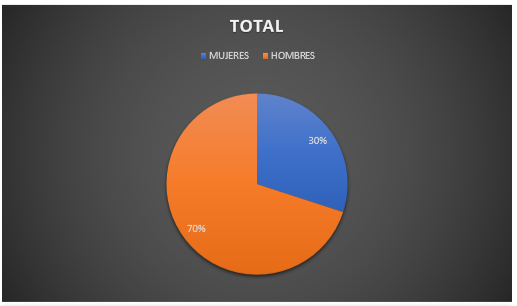 TOTAL
MUJERES HOMBRES
30%
70%